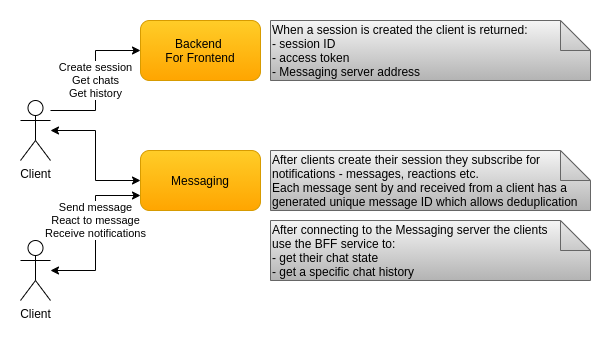 Backend
For Frontend
When a session is created the client is returned:
- session ID
- access token
- Messaging server address
Create session
Get chats
Get history
Client
Messaging
After clients create their session they subscribe for
notifications - messages, reactions etc.
Each message sent by and received from a client has a
generated unique message ID which allows deduplication
Send message
React to message
Receive notifications
After connecting to the Messaging server the clients
use the BFF service to:
- get their chat state
- get a specific chat history
Client